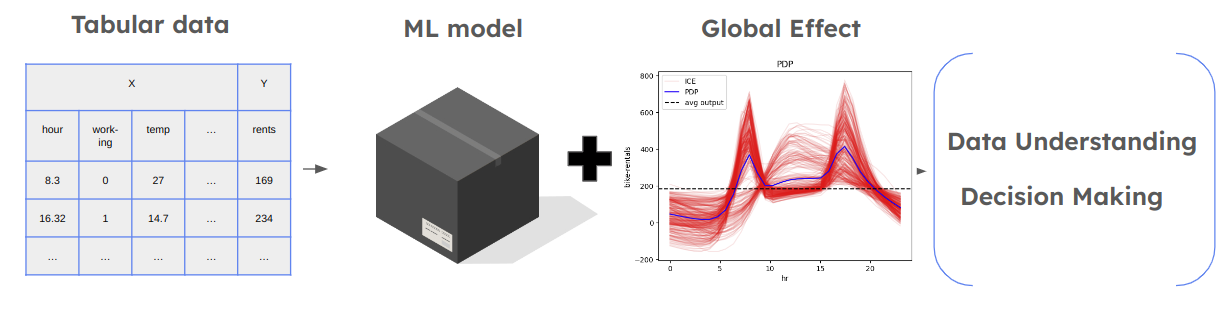 Tabular data
ML model
Global Effect
X Y
hour work- temp ... rents
ing
8.3 0 27 ... 169
16.32 1 14.7 ... 234
... ... ... ... ...
PDP
ICE
PDP
avg output
800
600
400
200
0
−200
bike-rentals
0 5 10 15 20
hr
Data Understanding
Decision Making